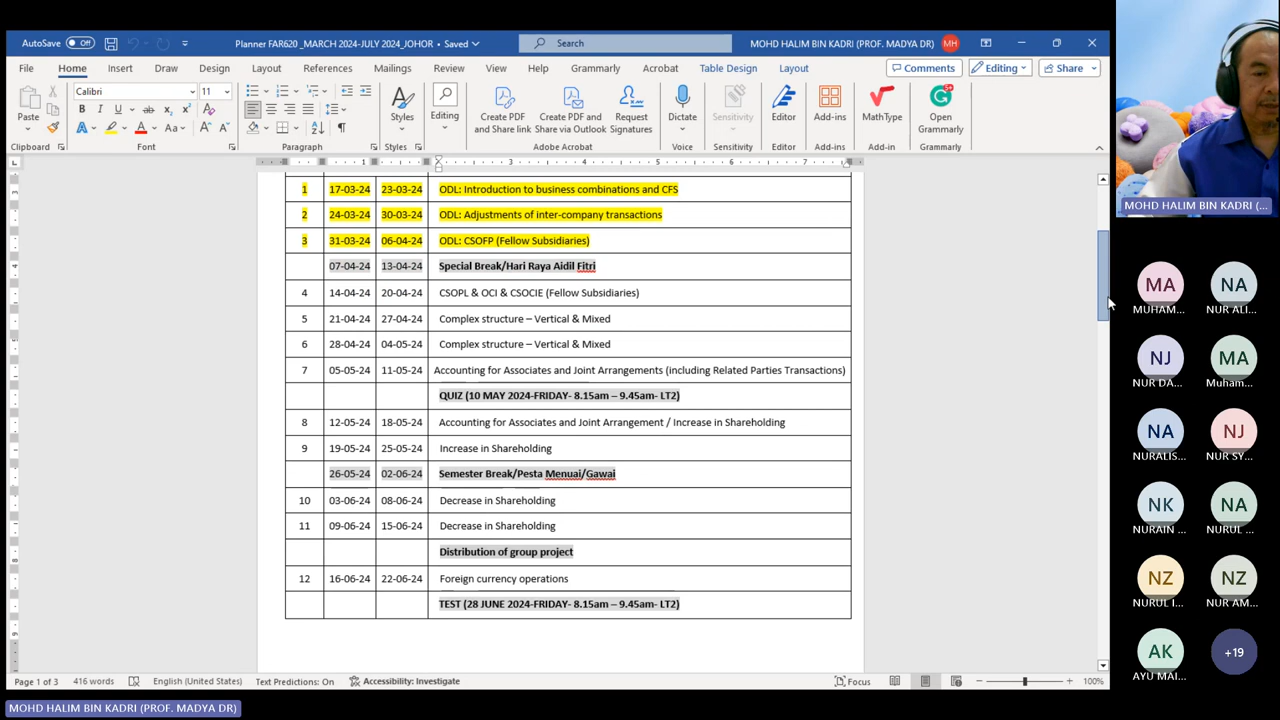 AutoSave Off Planner FAR620 _MARCH 2024-JULY 2024_JOHOR • Saved Search MOHD HALIM BIN KADRI (PROF. MADYA DR) MH
File Home Insert Draw Design Layout References Mailings Review View Help Grammarly Acrobat Table Design Layout Comments Editing Share
Calibri 11
Paste Styles Editing Create PDF and Share link Create PDF and Share via Outlook Request Signatures Dictate Sensitivity Editor Add-ins MathType Open Grammarly
Clipboard Font Paragraph Styles Adobe Acrobat Voice Sensitivity Editor Add-ins Grammarly
1 17-03-24 23-03-24 ODL: Introduction to business combinations and CFS
2 24-03-24 30-03-24 ODL: Adjustments of inter-company transactions
3 31-03-24 06-04-24 ODL: CSOFP (Fellow Subsidiaries)
07-04-24 13-04-24 Special Break/Hari Raya Aidil Fitri
4 14-04-24 20-04-24 CSOPL & OCI & CSOCIE (Fellow Subsidiaries)
5 21-04-24 27-04-24 Complex structure – Vertical & Mixed
6 28-04-24 04-05-24 Complex structure – Vertical & Mixed
7 05-05-24 11-05-24 Accounting for Associates and Joint Arrangements (including Related Parties Transactions)
QUIZ (10 MAY 2024-FRIDAY- 8.15am – 9.45am- LT2)
8 12-05-24 18-05-24 Accounting for Associates and Joint Arrangement / Increase in Shareholding
9 19-05-24 25-05-24 Increase in Shareholding
26-05-24 02-06-24 Semester Break/Pesta Menuai/Gawai
10 03-06-24 08-06-24 Decrease in Shareholding
11 09-06-24 15-06-24 Decrease in Shareholding
Distribution of group project
12 16-06-24 22-06-24 Foreign currency operations
TEST (28 JUNE 2024-FRIDAY- 8.15am – 9.45am- LT2)
Page 1 of 3 416 words English (United States) Text Predictions: On Accessibility: Investigate Focus 100%
MOHD HALIM BIN KADRI (PROF. MADYA DR)
MOHD HALIM BIN KADRI (...
MA NA
MUHAM... NUR ALI...
NJ MA
NUR DA... Muham...
NA NJ
NURALIS... NUR SY...
NK NA
NURAIN ... NURUL ...
NZ NZ
NURUL I... NUR AM...
AK +19
AYU MAI...